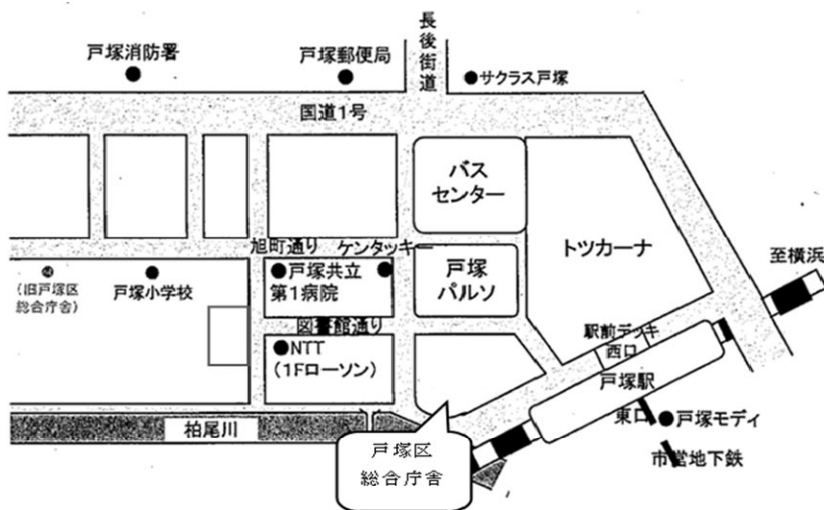 長後街道
戸塚消防署
戸塚郵便局
サクラス戸塚
国道1号
バス
センター
トツカーナ
旭町通り
ケンタッキー
戸塚
パルソ
至横浜
(旧戸塚区
総合庁舎)
戸塚小学校
戸塚共立
第1病院
図書館通り
NTT
(1Fローソン)
駅前デッキ
西口
戸塚駅
東口
戸塚モディ
市営地下鉄
柏尾川
戸塚区
総合庁舎